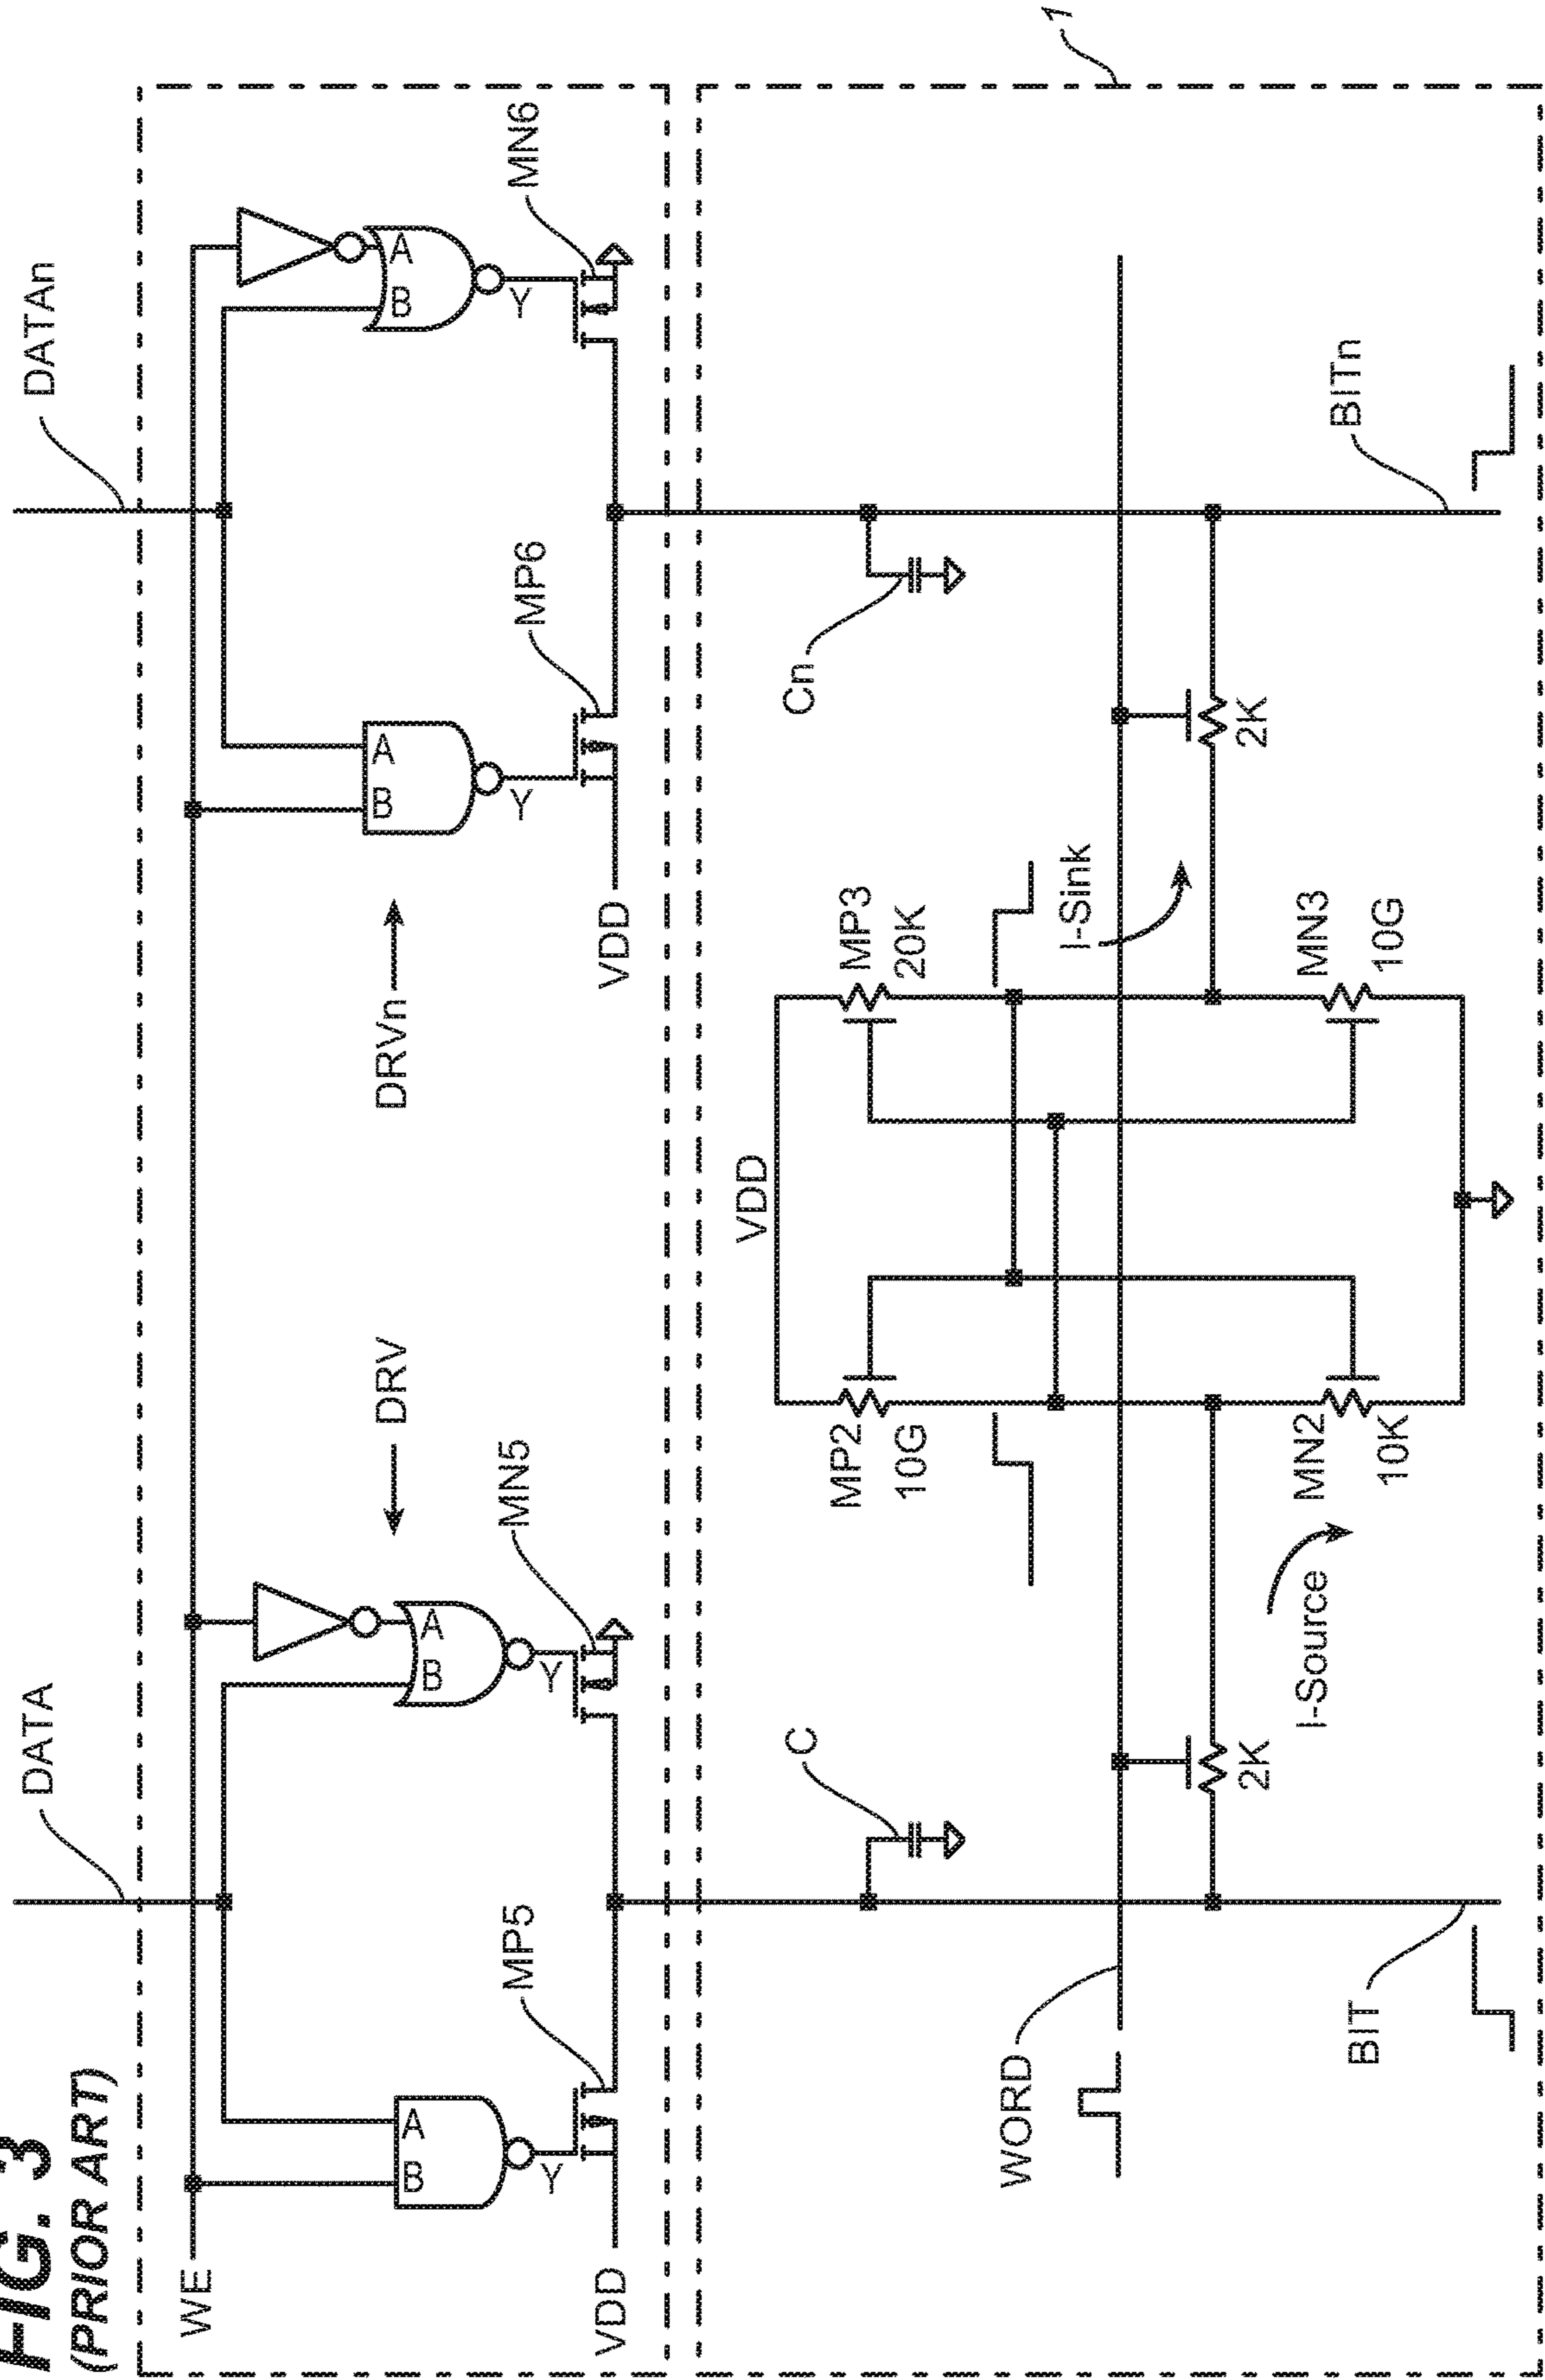 FIG. 3
(PRIOR ART)
DATA
DATAn
WE
A
B
Y
A
B
Y
DRV
DRVn
A
B
Y
A
B
Y
VDD
MP5
MN5
VDD
MP6
MN6
C
Cn
VDD
MP2
10G
MP3
20K
WORD
I-Sink
2K
2K
I-Source
MN2
10K
MN3
10G
BIT
BITn
1